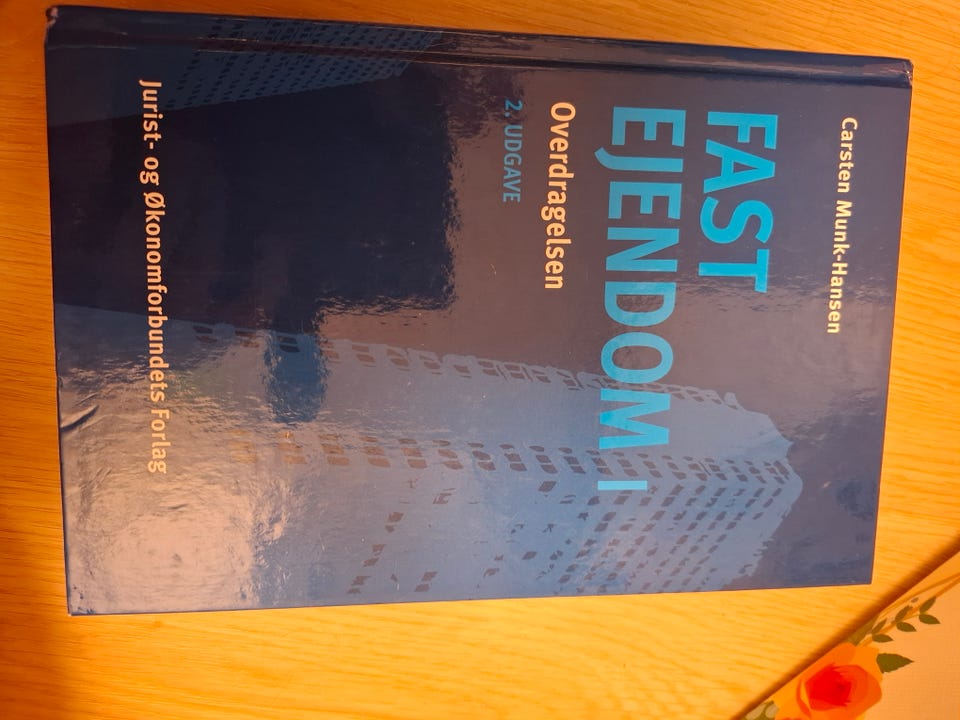 Carsten Munk-Hansen
FAST
EJENDOM I
Overdragelsen
2. UDGAVE
Jurist- og Økonomforbundets Forlag